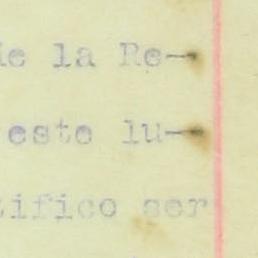 de la Re-
este lu-
tifico ser